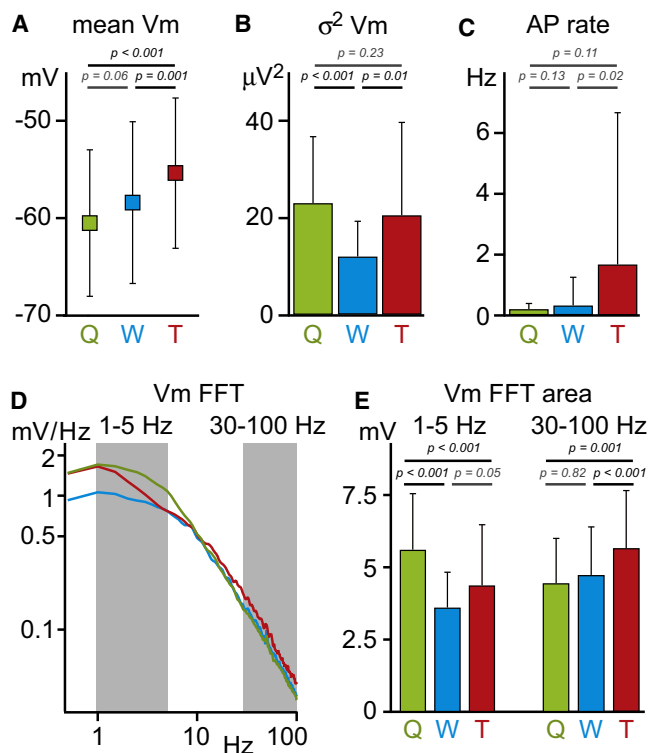 A mean Vm
p < 0.001
mV p = 0.06 p = 0.001
-50
-60
-70
Q W T
B σ² Vm
p = 0.23
μV² p < 0.001 p = 0.01
40
20
0
Q W T
C AP rate
p = 0.11
Hz p = 0.13 p = 0.02
6
4
2
0
Q W T
D Vm FFT
mV/Hz 1-5 Hz 30-100 Hz
2
1
0.5
0.1
1 10 100
Hz
E Vm FFT area
mV 1-5 Hz 30-100 Hz
p < 0.001 p = 0.001
p < 0.001 p = 0.05 p = 0.82 p < 0.001
7.5
5
2.5
0
Q W T Q W T